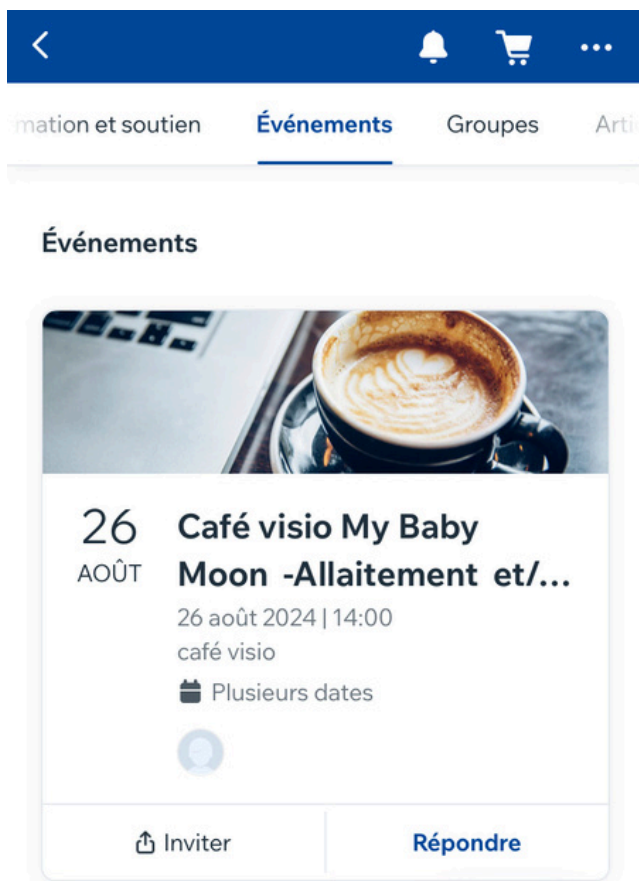 mation et soutien Événements Groupes Arti
Événements
26 Café visio My Baby
AOÛT Moon -Allaitement et/...
26 août 2024 | 14:00
café visio
Plusieurs dates
Inviter Répondre